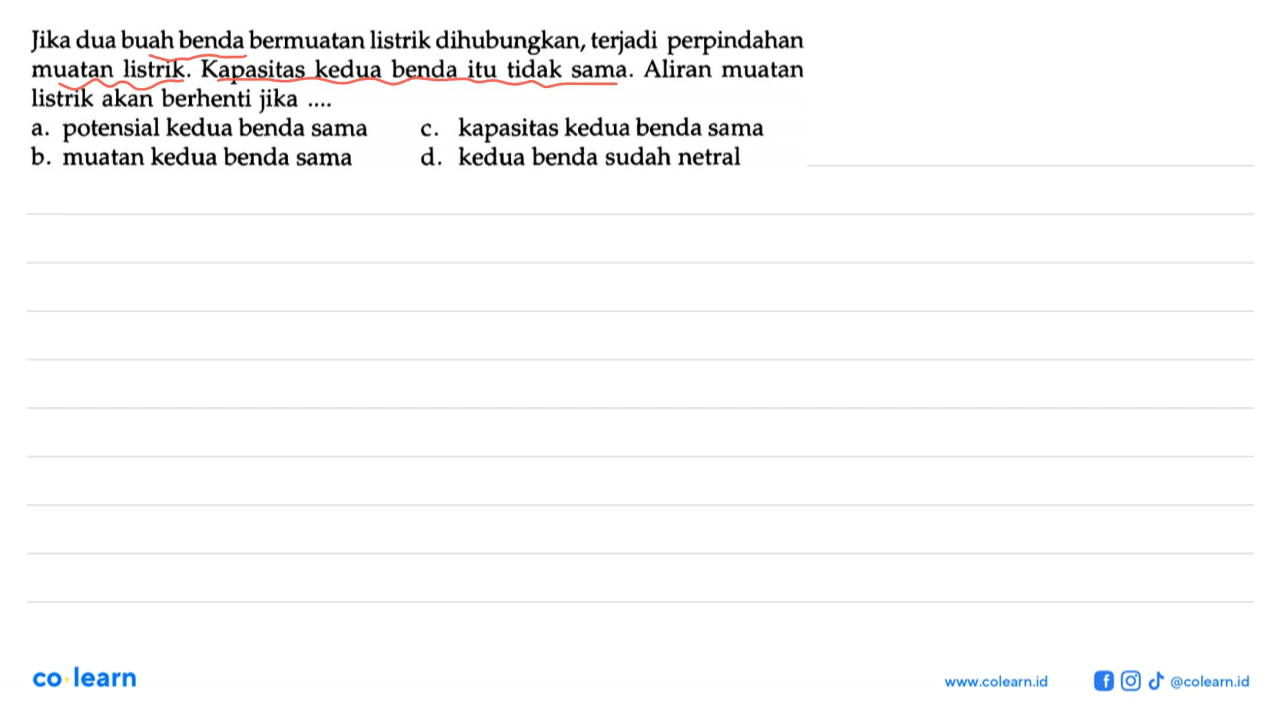 Jika dua buah benda bermuatan listrik dihubungkan, terjadi perpindahan
muatan listrik. Kapasitas kedua benda itu tidak sama. Aliran muatan
listrik akan berhenti jika ....
a. potensial kedua benda sama c. kapasitas kedua benda sama
b. muatan kedua benda sama d. kedua benda sudah netral
co learn www.colearn.id @colearn.id